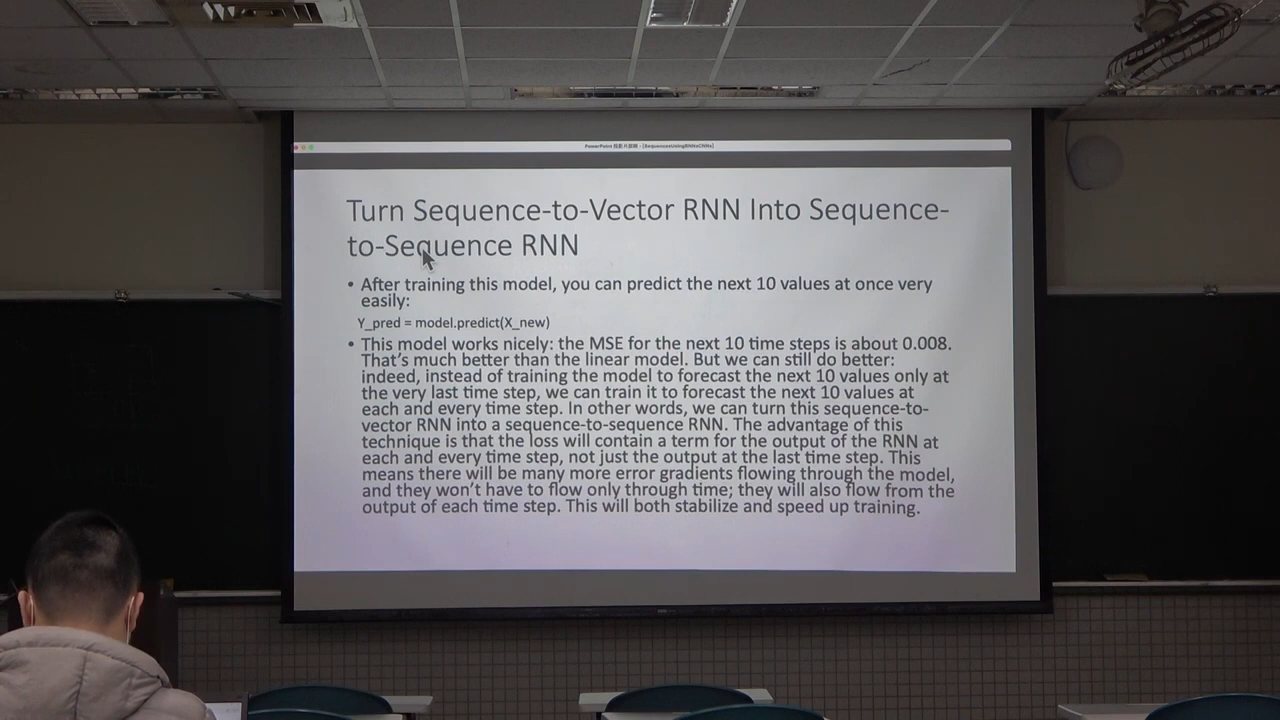 PowerPoint 投影片放映 - [SequencesUsingRNNsCNNs]
Turn Sequence-to-Vector RNN Into Sequence-
to-Sequence RNN
• After training this model, you can predict the next 10 values at once very
easily:
Y_pred = model.predict(X_new)
• This model works nicely: the MSE for the next 10 time steps is about 0.008.
That’s much better than the linear model. But we can still do better:
indeed, instead of training the model to forecast the next 10 values only at
the very last time step, we can train it to forecast the next 10 values at
each and every time step. In other words, we can turn this sequence-to-
vector RNN into a sequence-to-sequence RNN. The advantage of this
technique is that the loss will contain a term for the output of the RNN at
each and every time step, not just the output at the last time step. This
means there will be many more error gradients flowing through the model,
and they won’t have to flow only through time; they will also flow from the
output of each time step. This will both stabilize and speed up training.